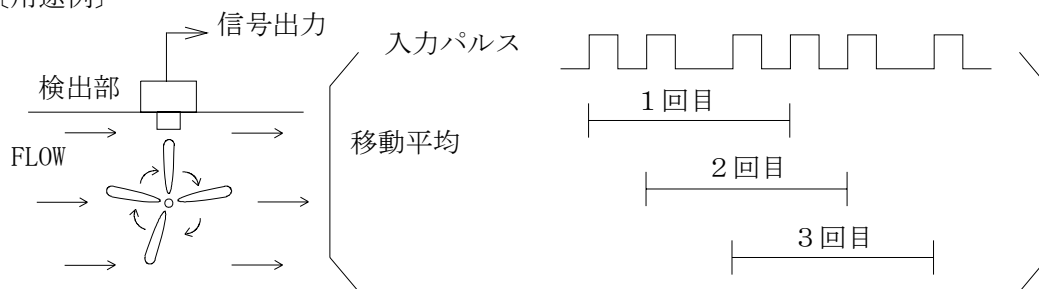 〔用途例〕
信号出力
入力パルス
検出部
1回目
FLOW
移動平均
2回目
3回目